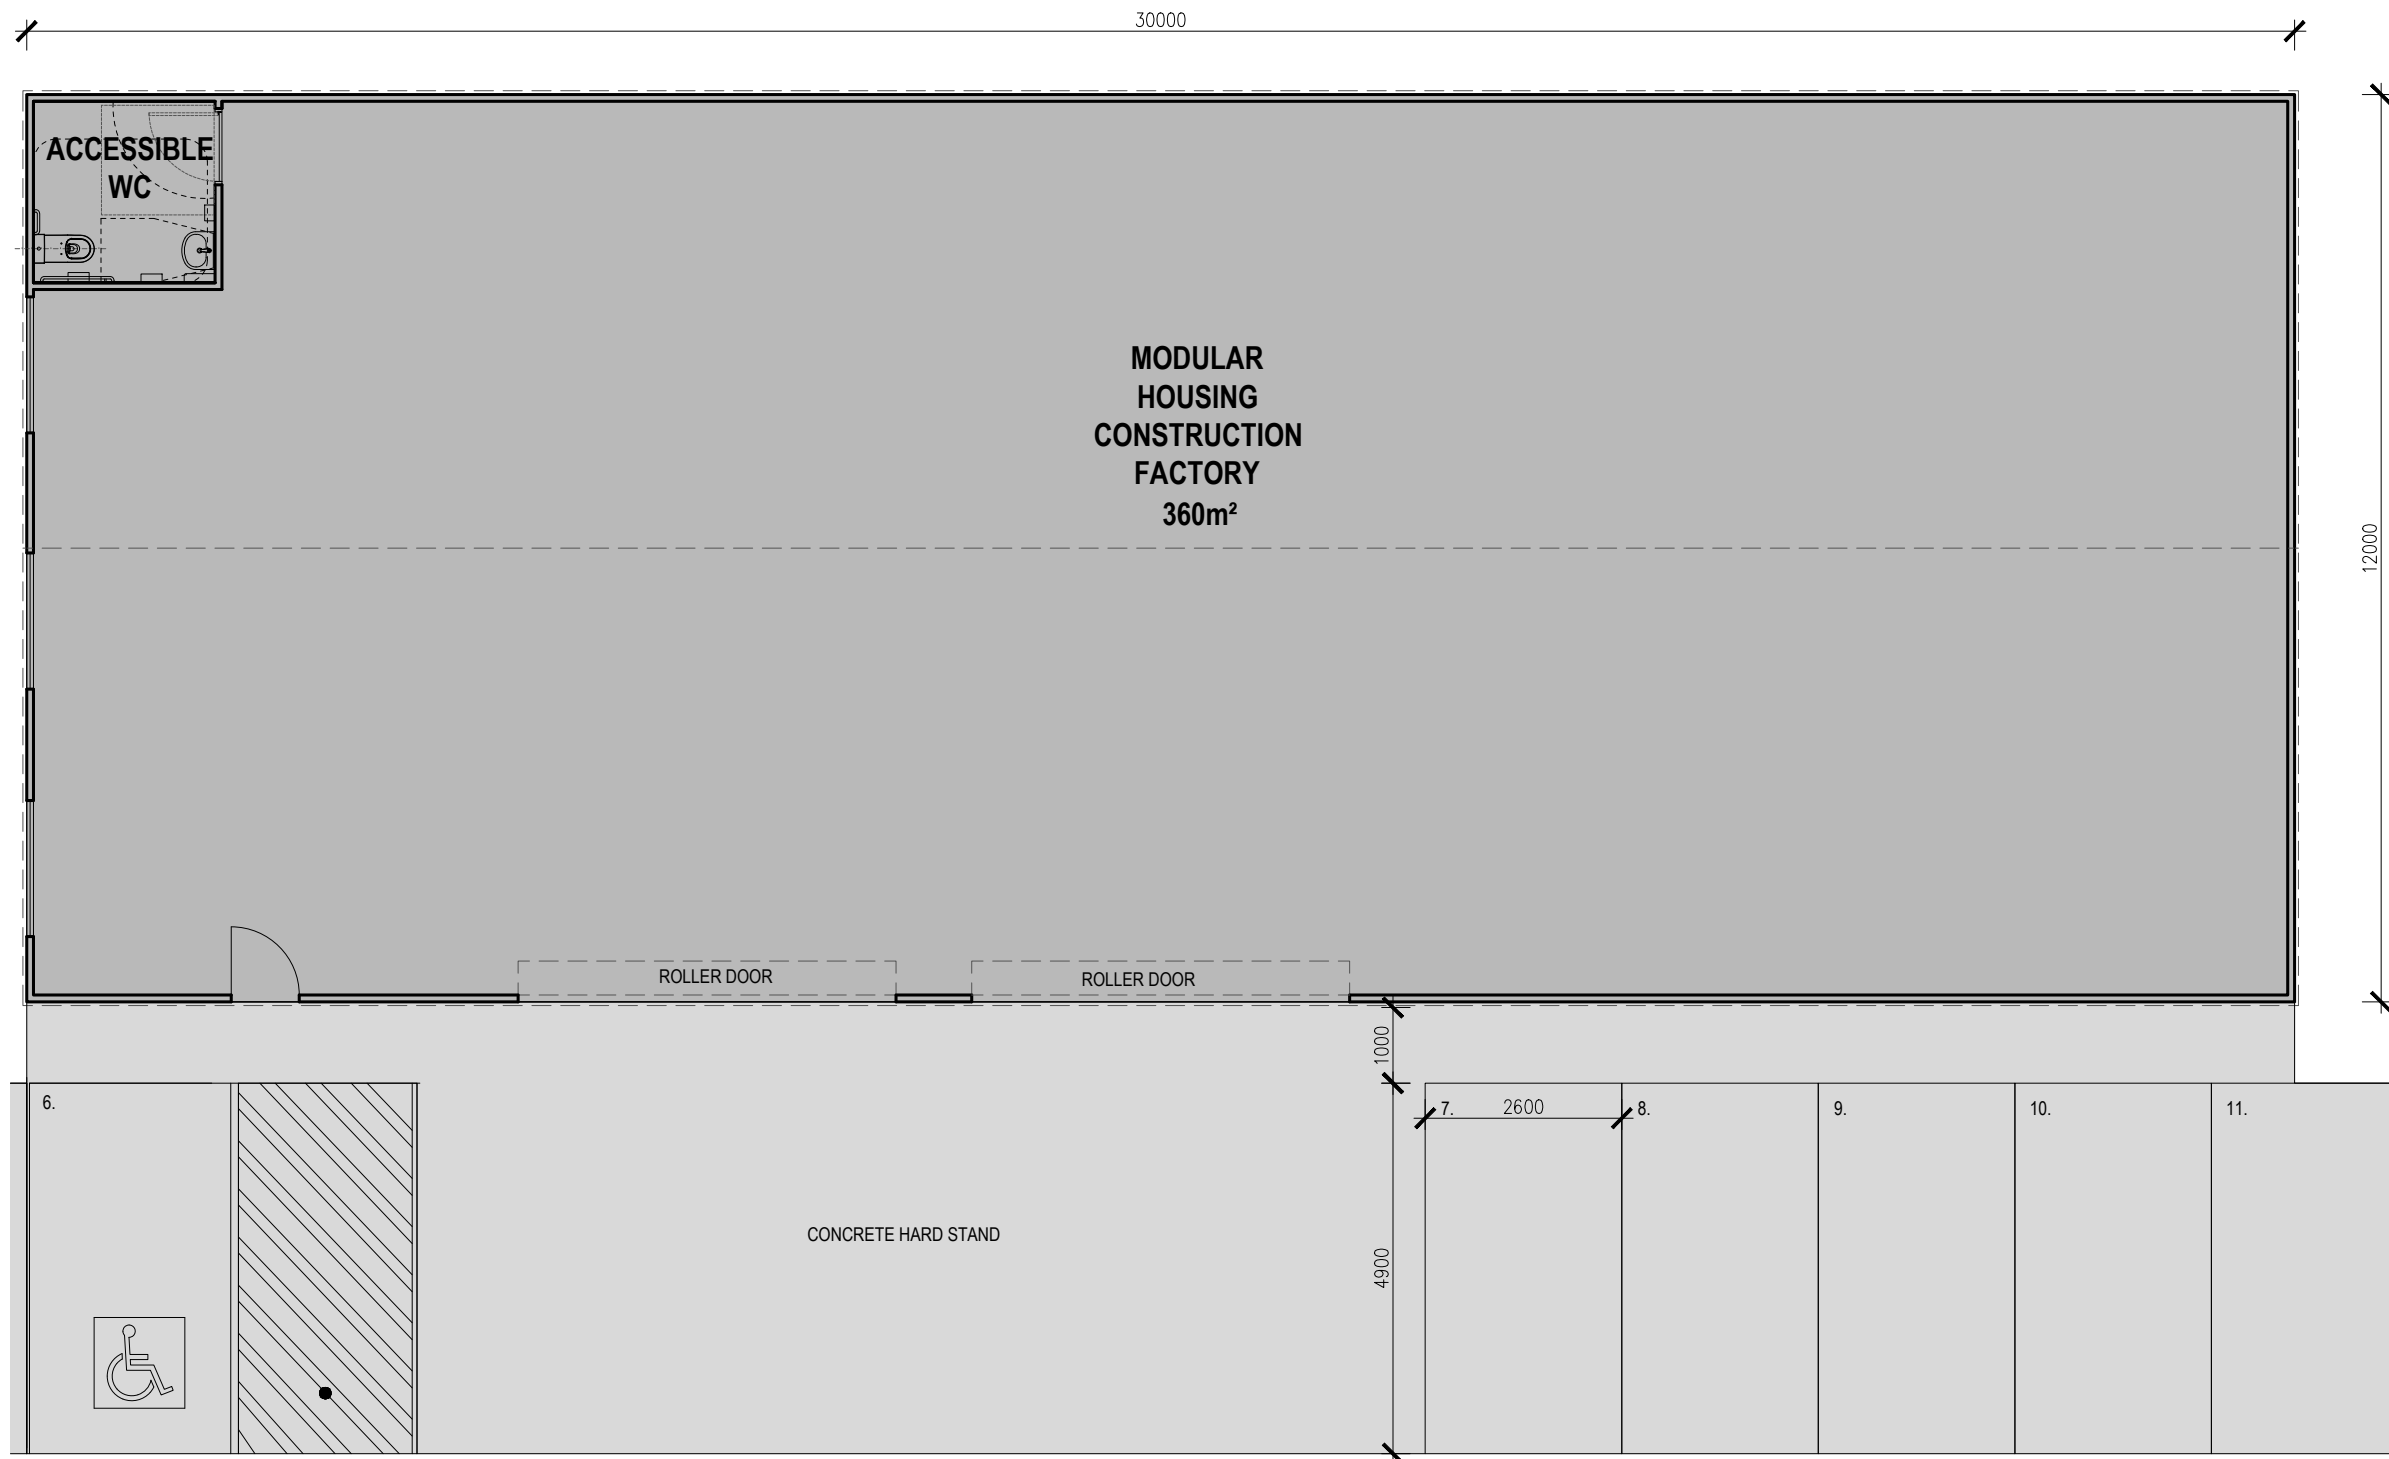 30000
ACCESSIBLE
WC
MODULAR
HOUSING
CONSTRUCTION
FACTORY
360m²
12000
ROLLER DOOR
ROLLER DOOR
1000
6.
7.
2600
8.
9.
10.
11.
CONCRETE HARD STAND
4900